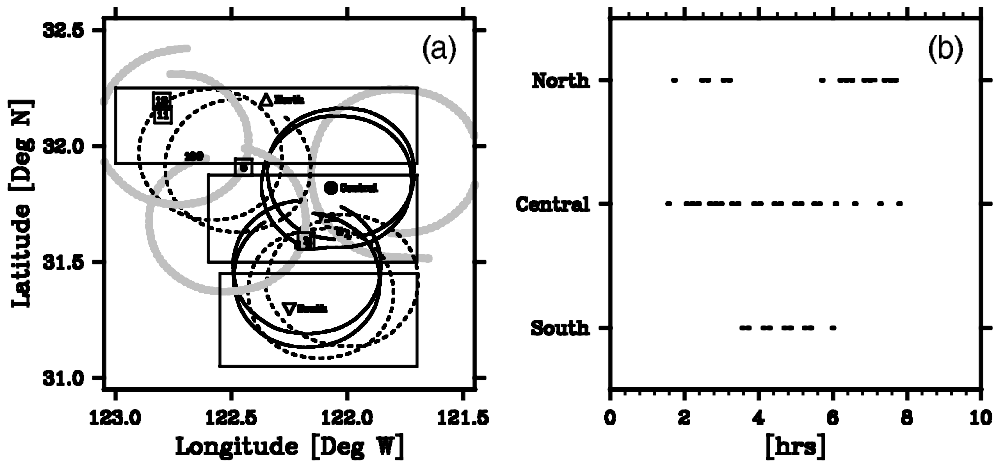 (a)
(b)
32.5
32.0
31.5
31.0
Latitude [Deg N]
North
11
Central
South
123.0 122.5 122.0 121.5
Longitude [Deg W]
North
Central
South
0 2 4 6 8 10
[hrs]